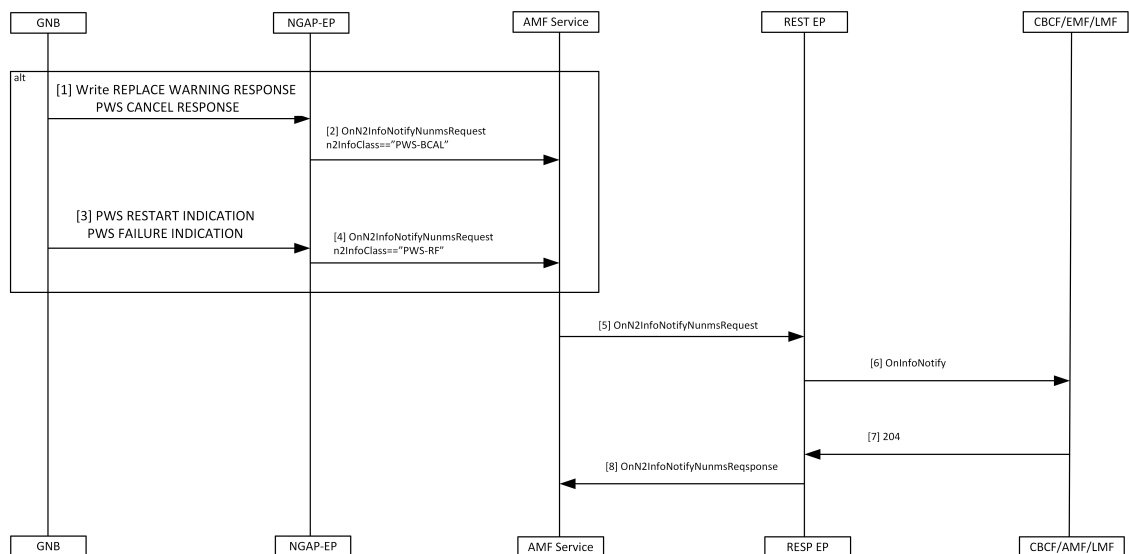 GNB
NGAP-EP
AMF Service
REST EP
CBCF/EMF/LMF
alt
[1] Write REPLACE WARNING RESPONSE
PWS CANCEL RESPONSE
[2] OnN2InfoNotifyNunmsRequest
n2InfoClass==”PWS-BCAL”
[3] PWS RESTART INDICATION
PWS FAILURE INDICATION
[4] OnN2InfoNotifyNunmsRequest
n2InfoClass==”PWS-RF”
[5] OnN2InfoNotifyNunmsRequest
[6] OnInfoNotify
[7] 204
[8] OnN2InfoNotifyNunmsReqsponse
GNB
NGAP-EP
AMF Service
RESP EP
CBCF/AMF/LMF